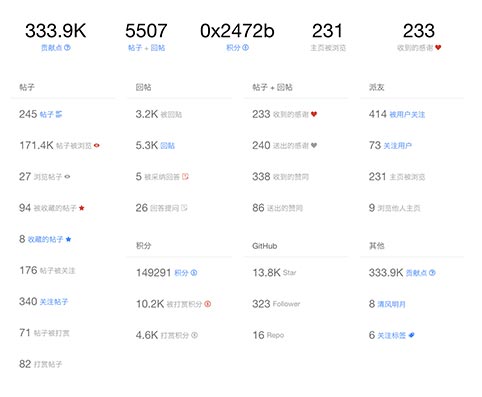 333.9K 5507 0x2472b 231 233
贡献点 帖子 + 回帖 积分 主页被浏览 收到的感谢
帖子
245 帖子
171.4K 帖子被浏览
27 浏览帖子
94 被收藏的帖子
8 收藏的帖子
176 帖子被关注
340 关注帖子
71 帖子被打赏
82 打赏帖子
回帖
3.2K 被回帖
5.3K 回帖
5 被采纳回答
26 回答提问
积分
149291 积分
10.2K 被打赏积分
4.6K 打赏积分
帖子 + 回帖
233 收到的感谢
240 送出的感谢
338 收到的赞同
86 送出的赞同
GitHub
13.8K Star
323 Follower
16 Repo
派友
414 被用户关注
73 关注用户
231 主页被浏览
9 浏览他人主页
其他
333.9K 贡献点
8 清风明月
6 关注标签